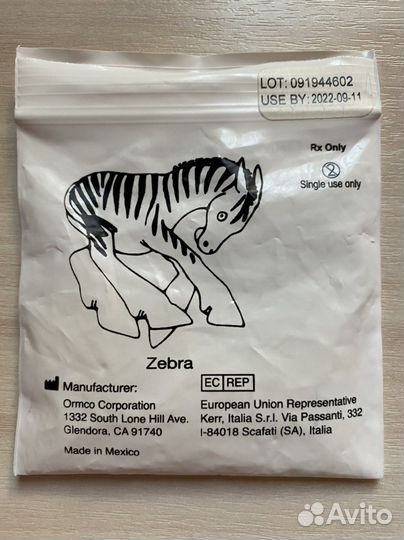 LOT: 091944602
USE BY: 2022-09-11
Rx Only
2
Single use only
Zebra
Manufacturer:
Ormco Corporation
1332 South Lone Hill Ave.
Glendora, CA 91740
Made in Mexico
EC REP
European Union Representative
Kerr, Italia S.r.l. Via Passanti, 332
I-84018 Scafati (SA), Italia
Avito